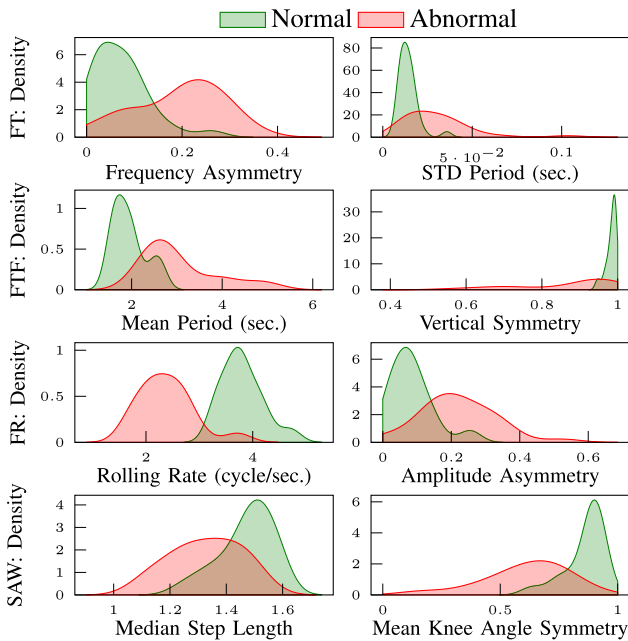 Normal Abnormal
FT: Density
6
4
2
0
0 0.2 0.4
Frequency Asymmetry
80
60
40
20
0
0 5 · 10⁻² 0.1
STD Period (sec.)
FTF: Density
1
0.5
0
2 4 6
Mean Period (sec.)
30
20
10
0
0.4 0.6 0.8 1
Vertical Symmetry
FR: Density
1
0.5
0
2 4
Rolling Rate (cycle/sec.)
6
4
2
0
0 0.2 0.4 0.6
Amplitude Asymmetry
SAW: Density
4
3
2
1
0
1 1.2 1.4 1.6
Median Step Length
6
4
2
0
0 0.5 1
Mean Knee Angle Symmetry